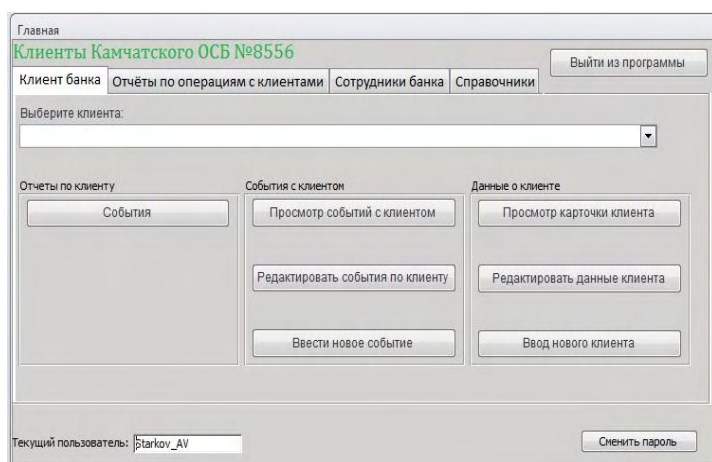 Главная
Клиенты Камчатского ОСБ №8556
Выйти из программы
Клиент банка Отчёты по операциям с клиентами Сотрудники банка Справочники
Выберите клиента:
Отчеты по клиенту События с клиентом Данные о клиенте
События Просмотр событий с клиентом Просмотр карточки клиента
Редактировать события по клиенту Редактировать данные клиента
Ввести новое событие Ввод нового клиента
Текущий пользователь: Starkov_AV Сменить пароль